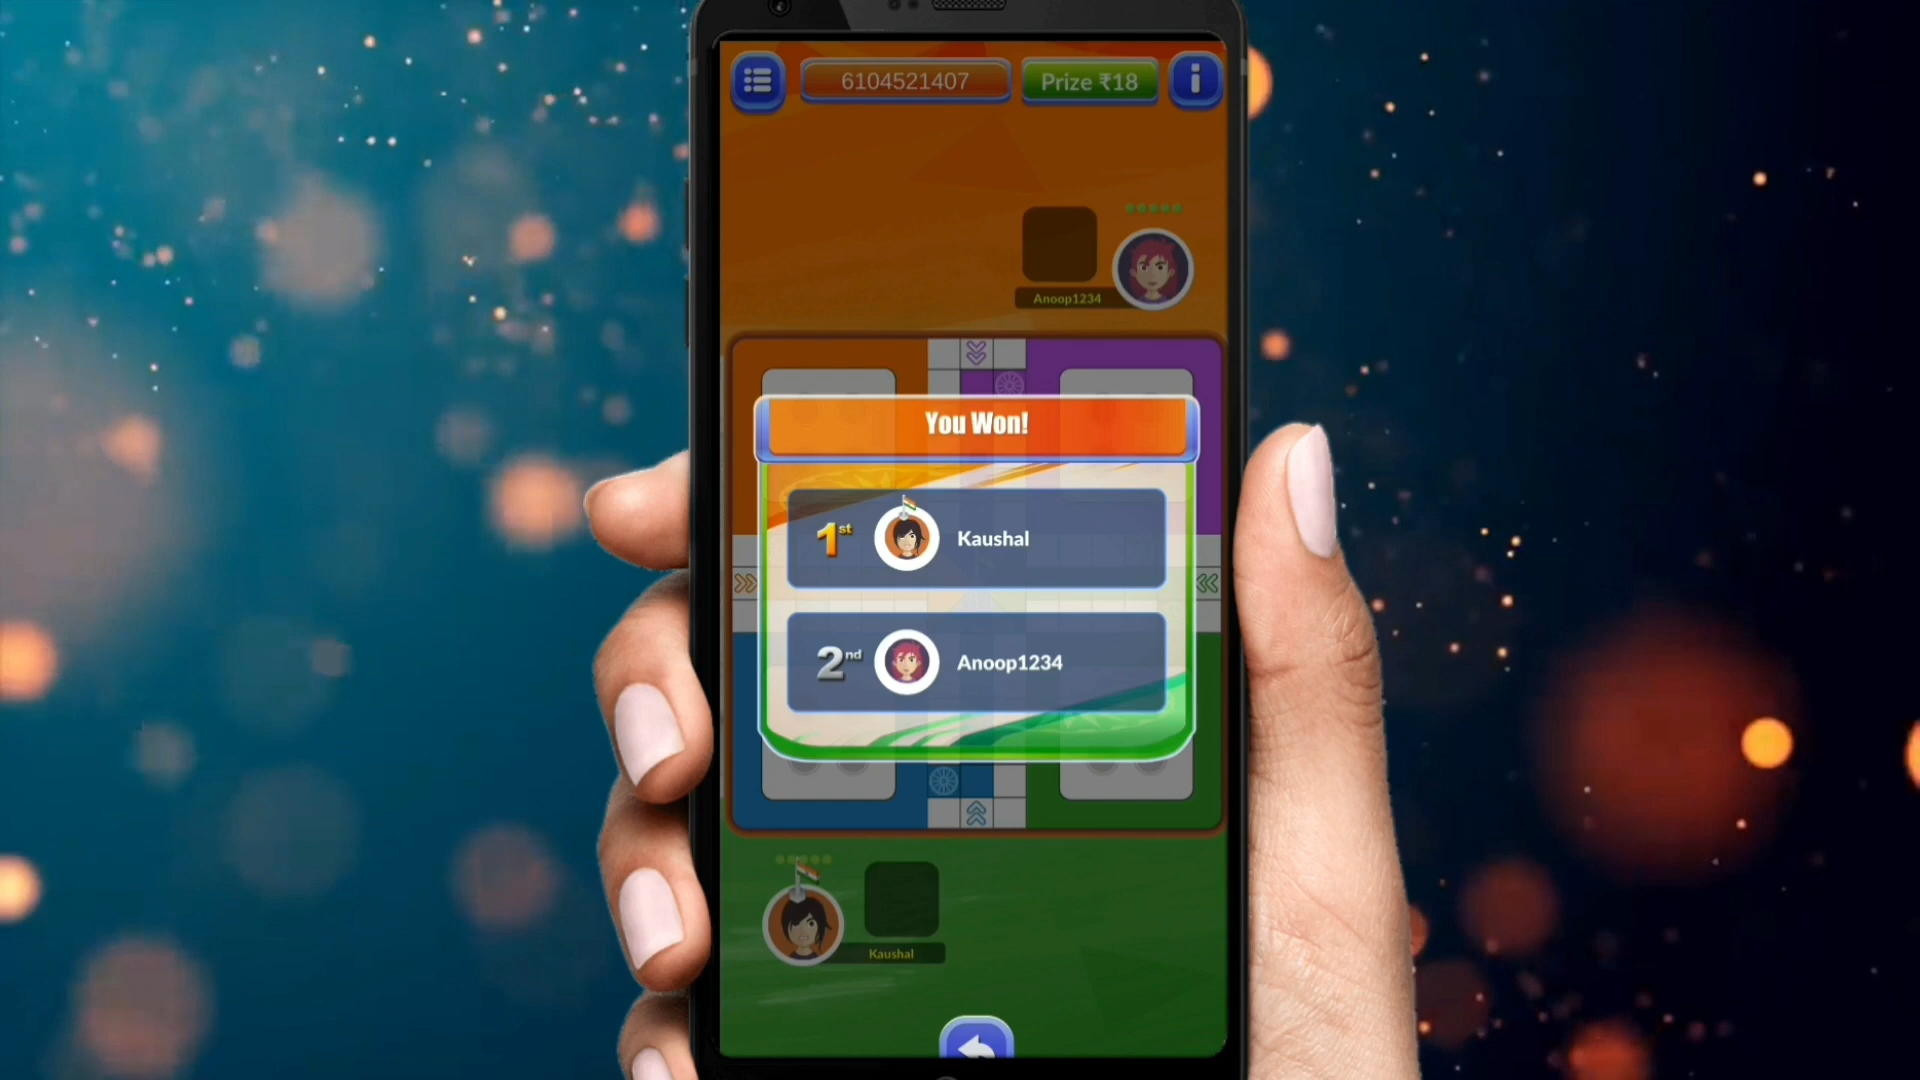 6104521407
Prize ₹18
Anoop1234
You Won!
1st Kaushal
2nd Anoop1234
Kaushal